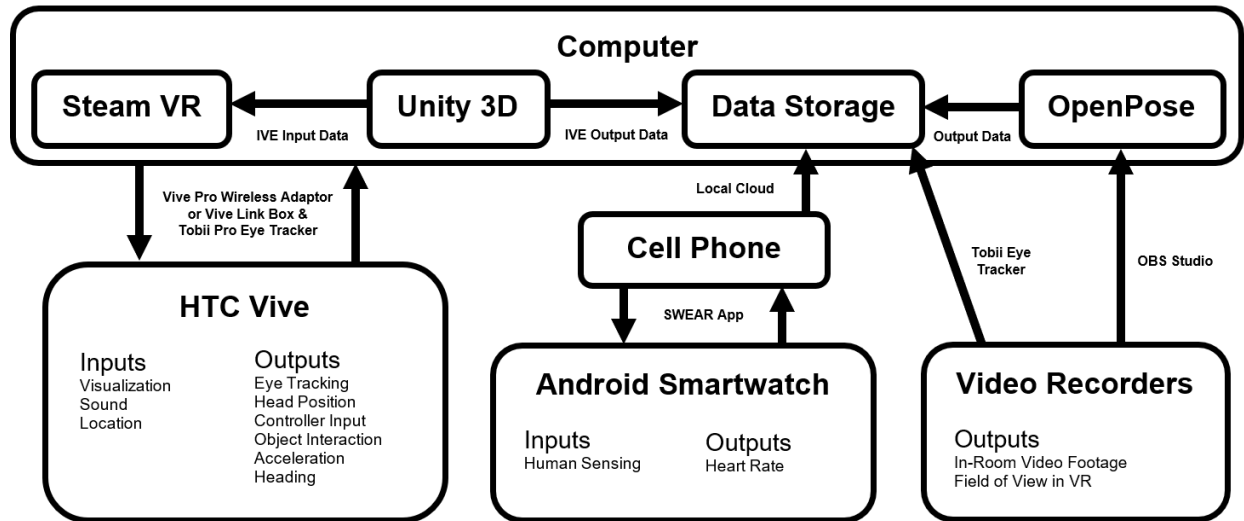 Computer
Steam VR
Unity 3D
Data Storage
OpenPose
IVE Input Data
IVE Output Data
Output Data
Vive Pro Wireless Adaptor
or Vive Link Box &
Tobii Pro Eye Tracker
Local Cloud
Cell Phone
Tobii Eye
Tracker
OBS Studio
SWEAR App
HTC Vive
Inputs
Visualization
Sound
Location
Outputs
Eye Tracking
Head Position
Controller Input
Object Interaction
Acceleration
Heading
Android Smartwatch
Inputs
Human Sensing
Outputs
Heart Rate
Video Recorders
Outputs
In-Room Video Footage
Field of View in VR